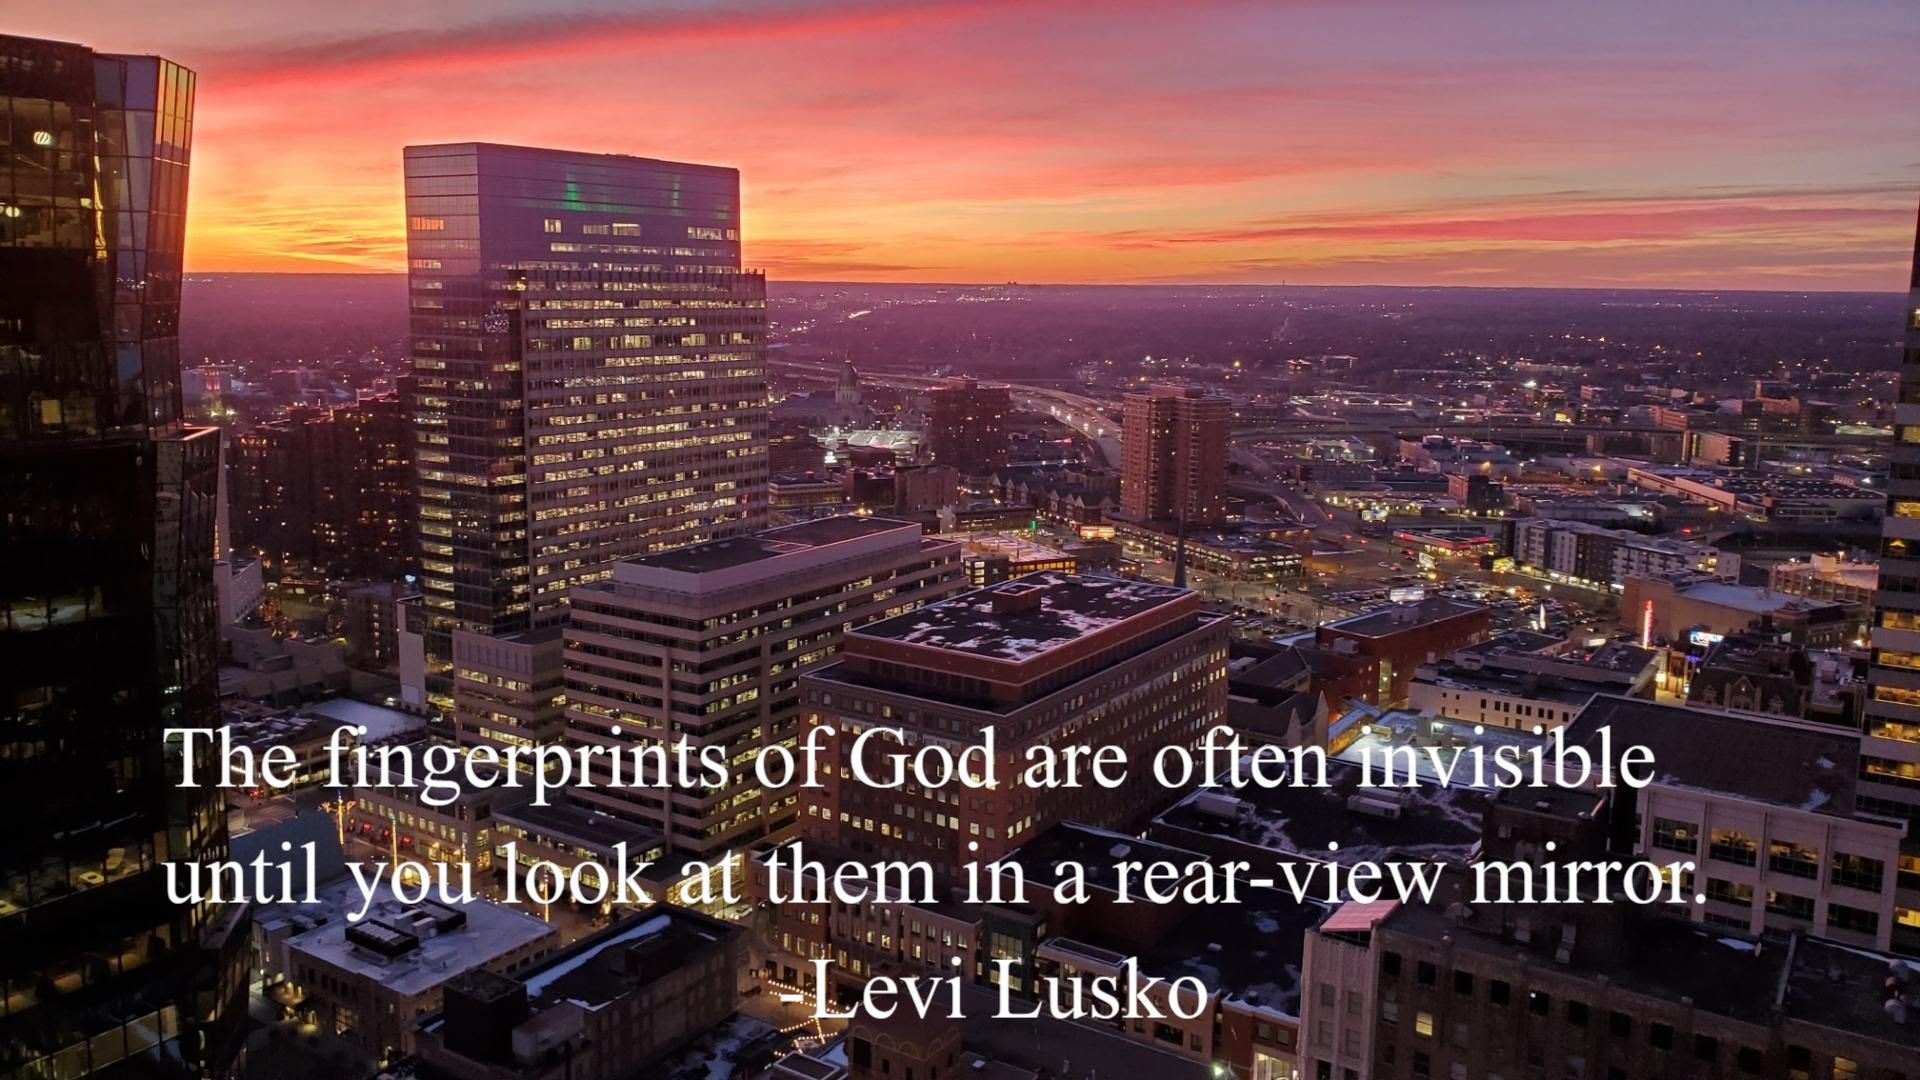 The fingerprints of God are often invisible
until you look at them in a rear-view mirror.
-Levi Lusko